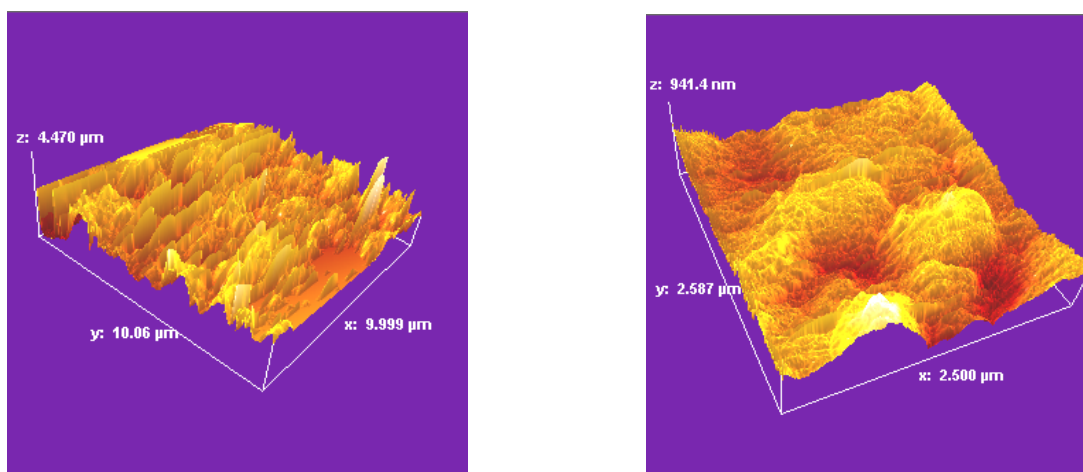 z: 4.470 µm
y: 10.06 µm
x: 9.999 µm
z: 941.4 nm
y: 2.587 µm
x: 2.500 µm